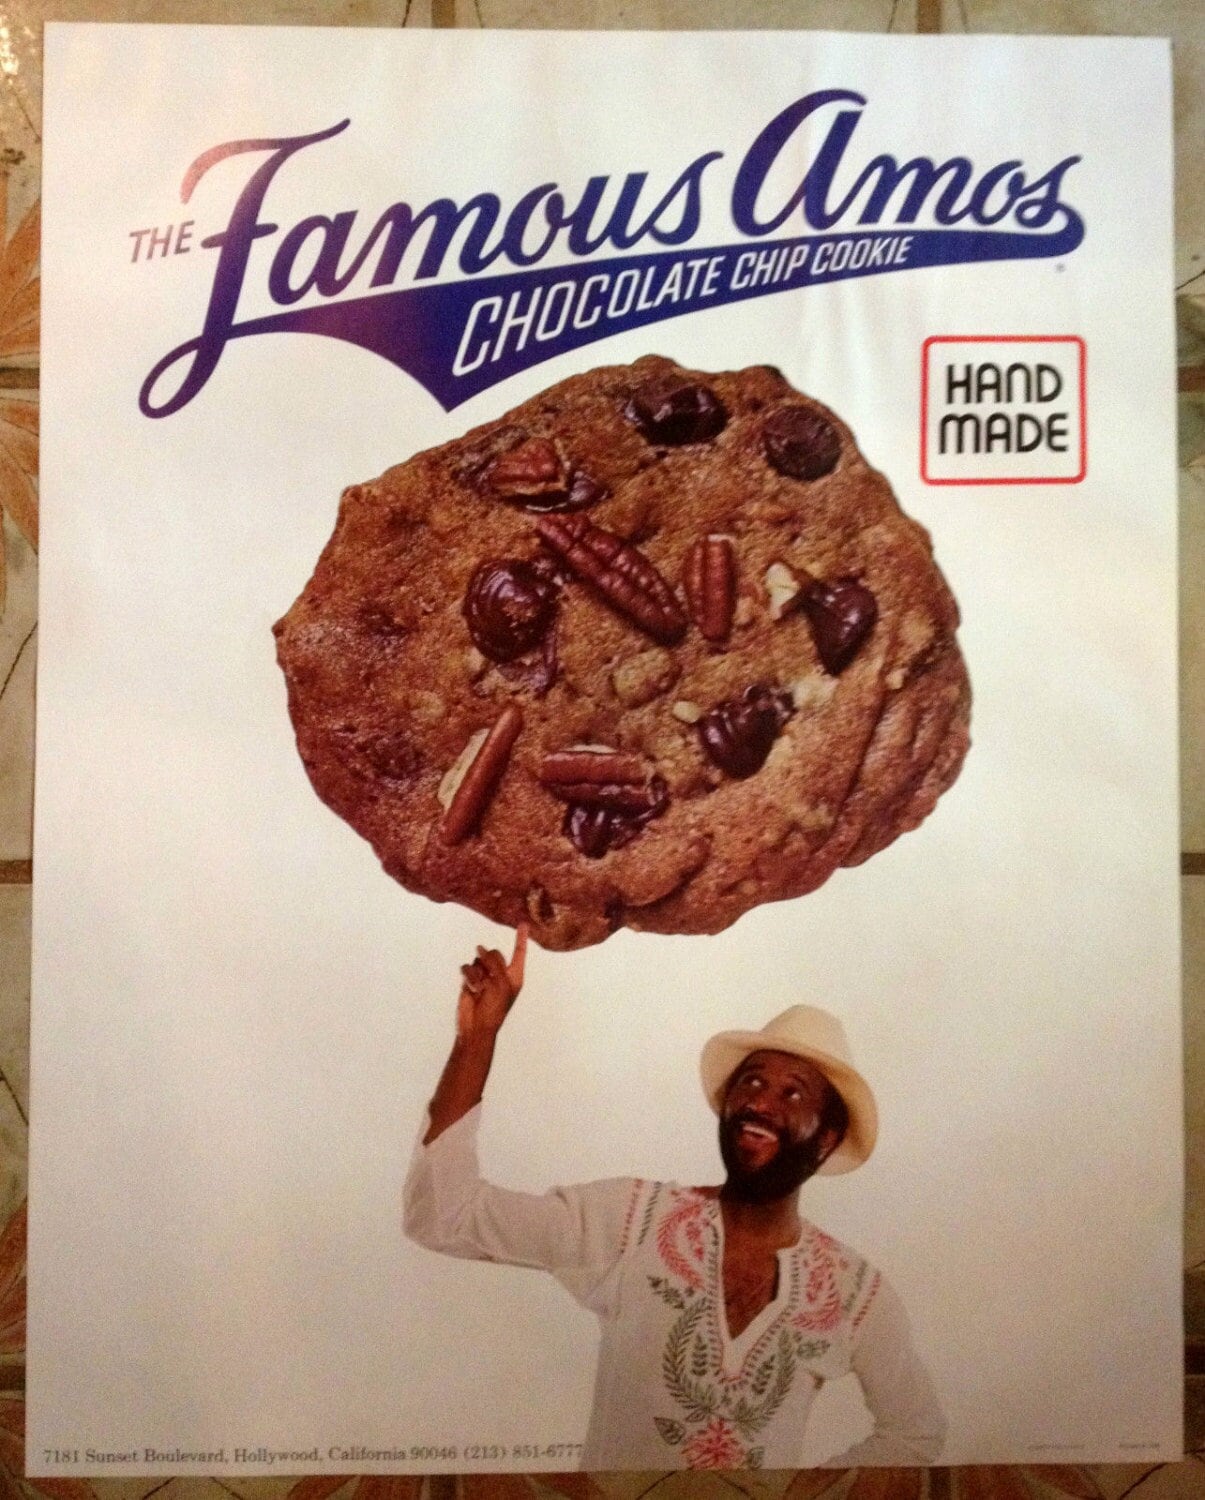 THE Famous Amos
CHOCOLATE CHIP COOKIE
HAND
MADE
7181 Sunset Boulevard, Hollywood, California 90046 (213) 851-6777